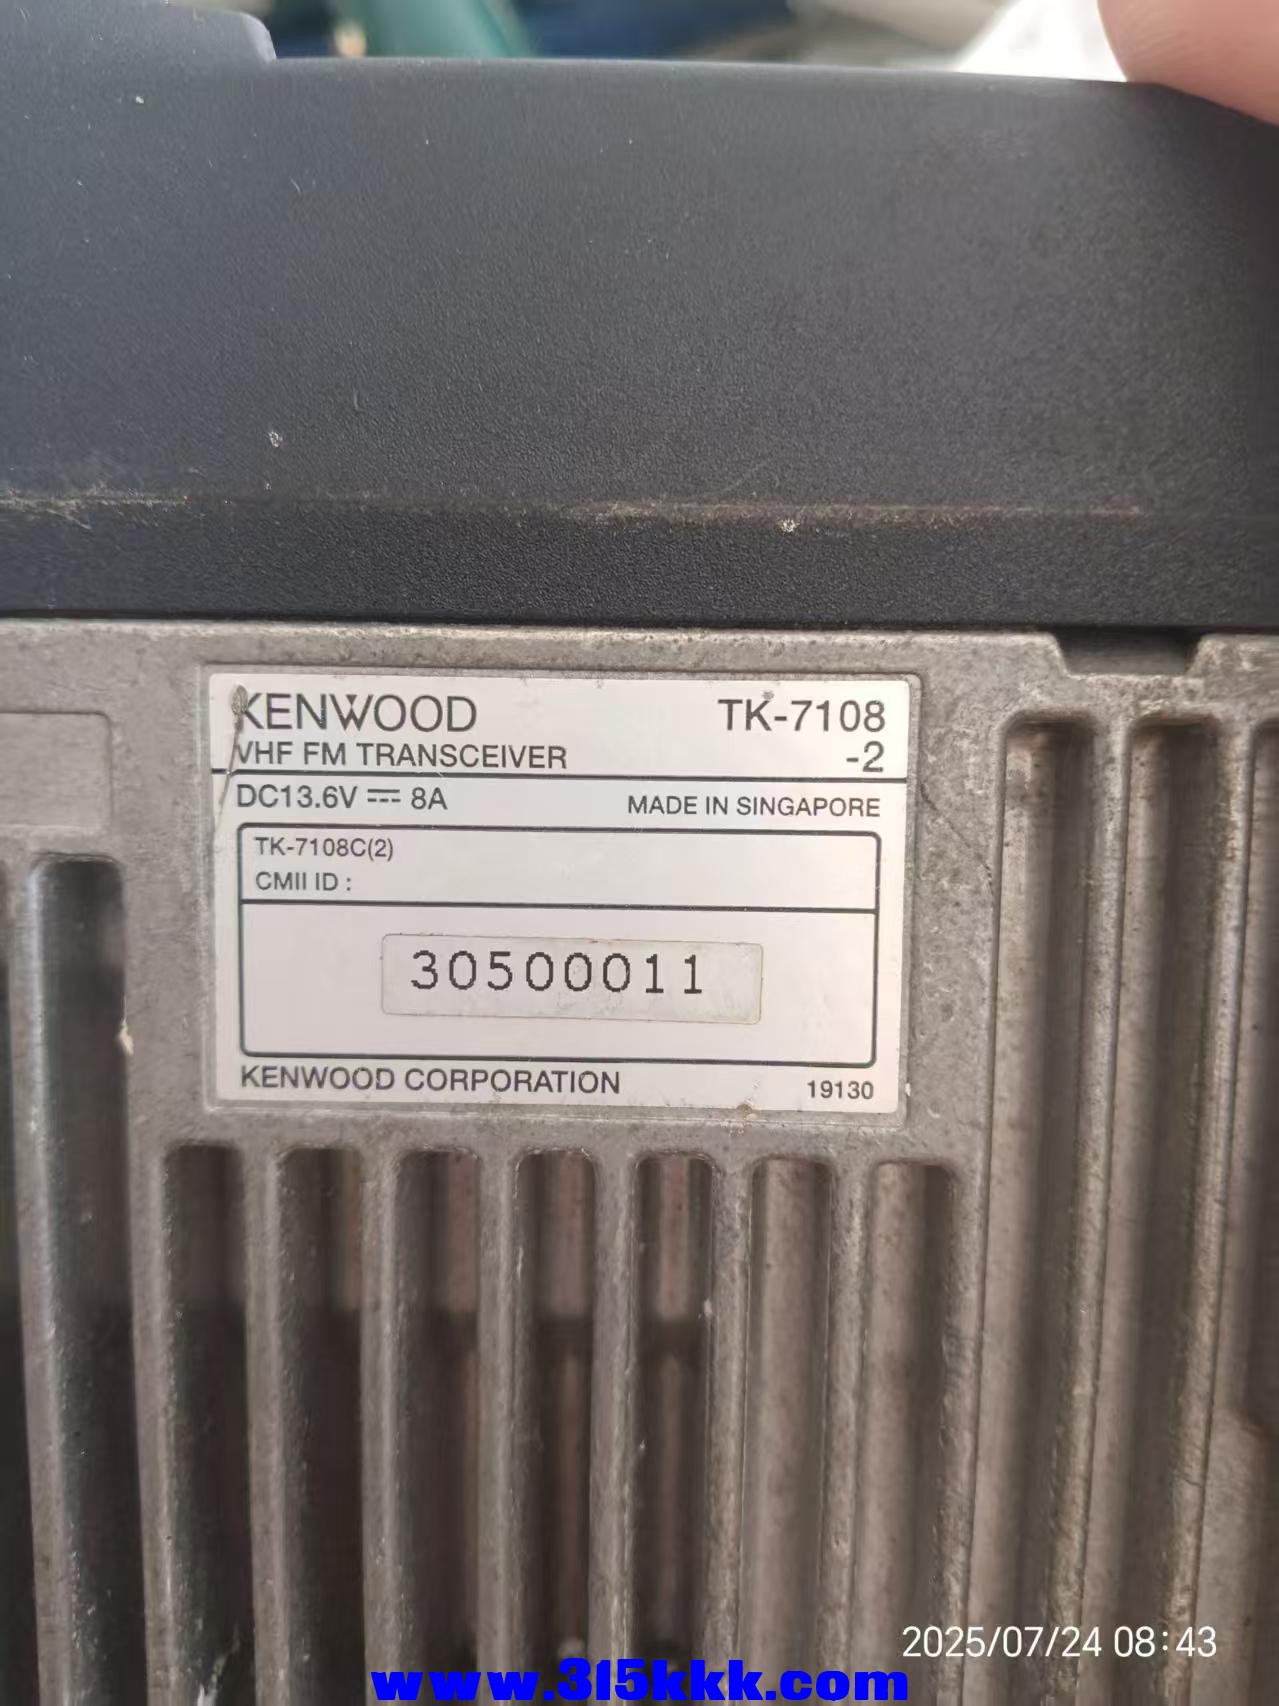 KENWOOD TK-7108
VHF FM TRANSCEIVER -2
DC13.6V ⎓ 8A MADE IN SINGAPORE
TK-7108C(2)
CMII ID :
30500011
KENWOOD CORPORATION 19130
2025/07/24 08:43
www.315kkk.com